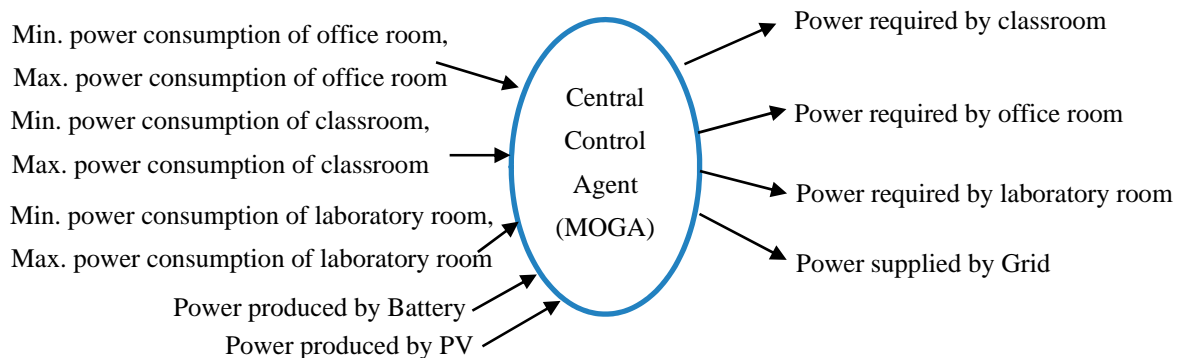 Min. power consumption of office room,
Max. power consumption of office room
Min. power consumption of classroom,
Max. power consumption of classroom
Min. power consumption of laboratory room,
Max. power consumption of laboratory room
Power produced by Battery
Power produced by PV
Central
Control
Agent
(MOGA)
Power required by classroom
Power required by office room
Power required by laboratory room
Power supplied by Grid